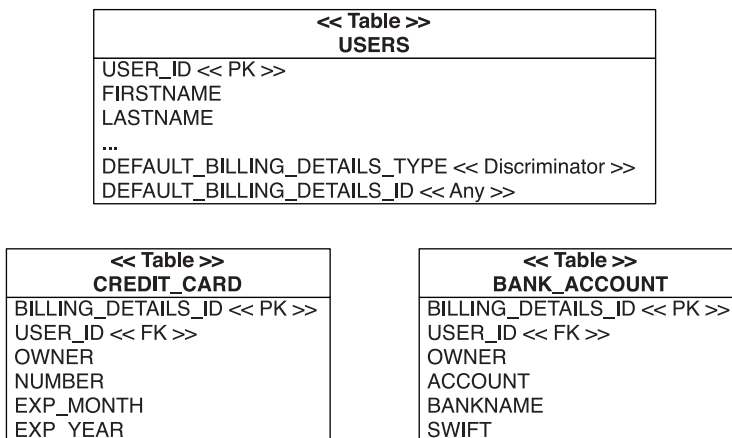 << Table >>
USERS
USER_ID << PK >>
FIRSTNAME
LASTNAME
...
DEFAULT_BILLING_DETAILS_TYPE << Discriminator >>
DEFAULT_BILLING_DETAILS_ID << Any >>
<< Table >>
CREDIT_CARD
BILLING_DETAILS_ID << PK >>
USER_ID << FK >>
OWNER
NUMBER
EXP_MONTH
EXP_YEAR
<< Table >>
BANK_ACCOUNT
BILLING_DETAILS_ID << PK >>
USER_ID << FK >>
OWNER
ACCOUNT
BANKNAME
SWIFT